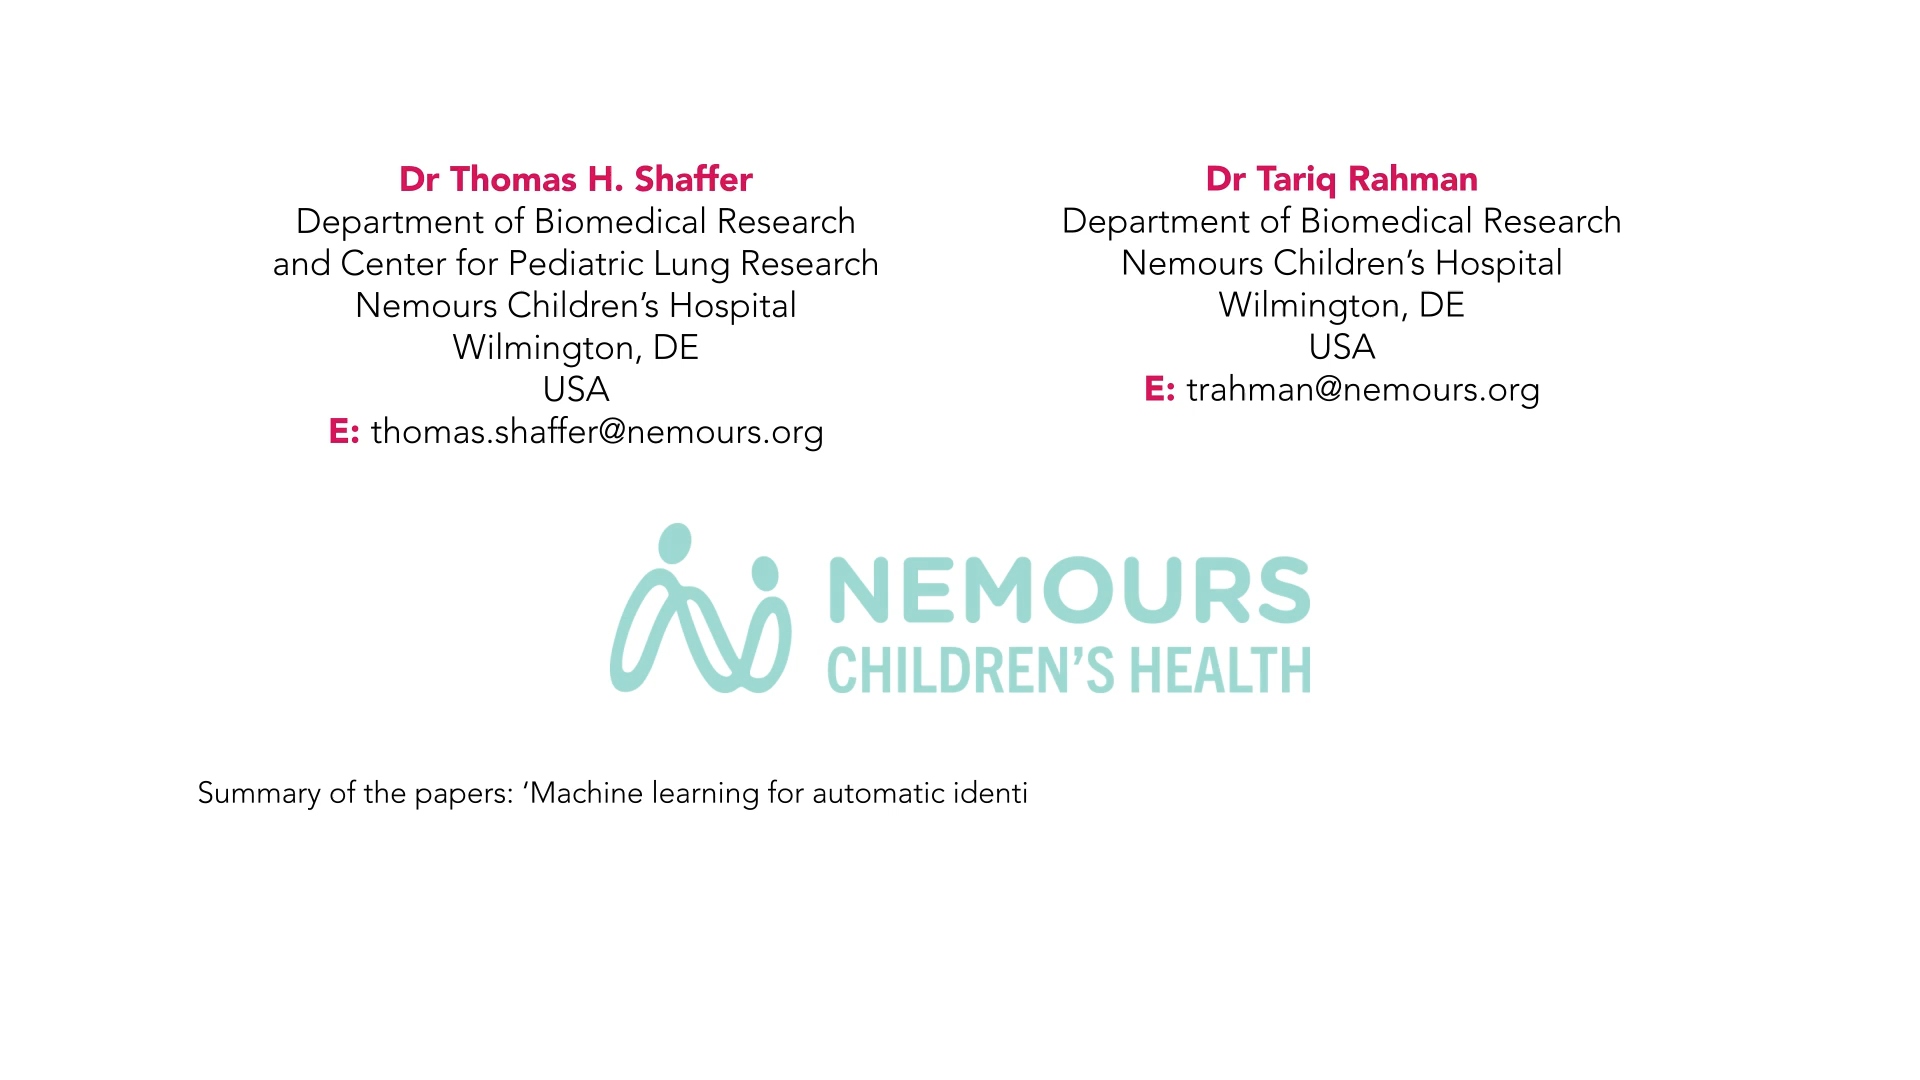 Dr Thomas H. Shaffer
Department of Biomedical Research
and Center for Pediatric Lung Research
Nemours Children’s Hospital
Wilmington, DE
USA
E: thomas.shaffer@nemours.org
Dr Tariq Rahman
Department of Biomedical Research
Nemours Children’s Hospital
Wilmington, DE
USA
E: trahman@nemours.org
NEMOURS
CHILDREN’S HEALTH
Summary of the papers: ‘Machine learning for automatic identi